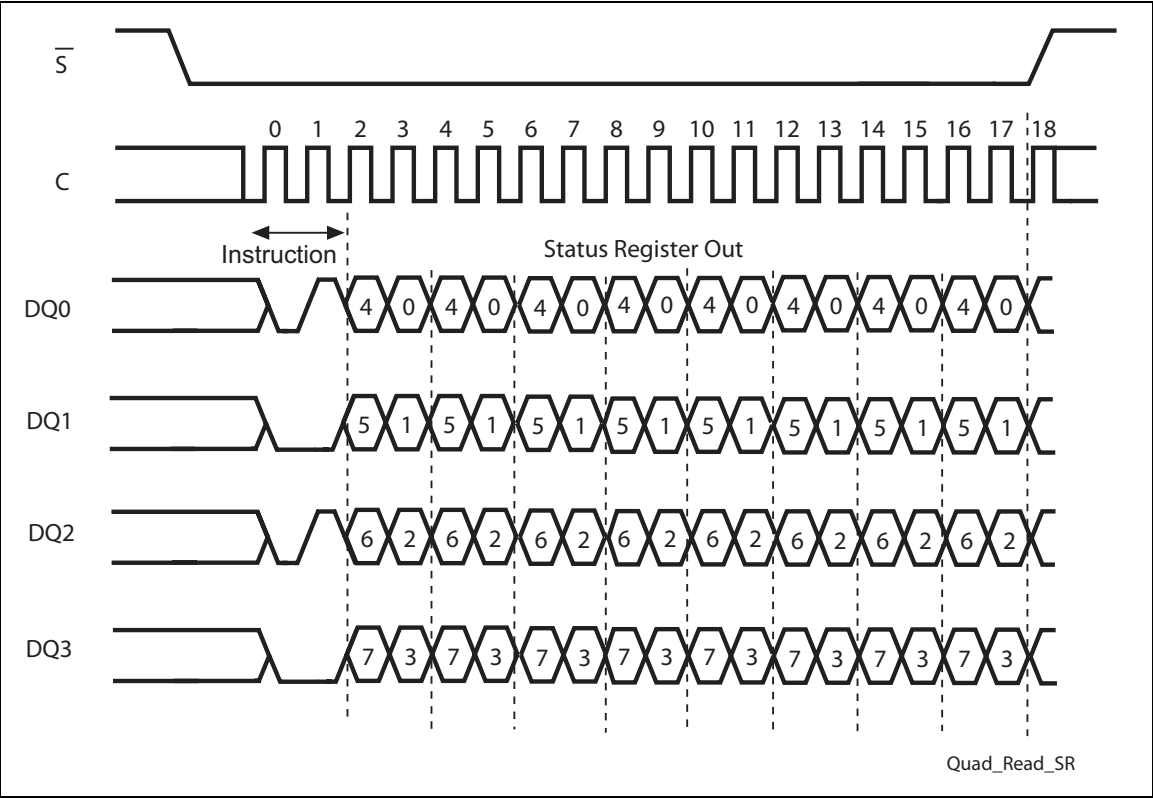 S
0 1 2 3 4 5 6 7 8 9 10 11 12 13 14 15 16 17 18
C
Instruction
Status Register Out
DQ0 4 0 4 0 4 0 4 0 4 0 4 0 4 0 4 0
DQ1 5 1 5 1 5 1 5 1 5 1 5 1 5 1 5 1
DQ2 6 2 6 2 6 2 6 2 6 2 6 2 6 2 6 2
DQ3 7 3 7 3 7 3 7 3 7 3 7 3 7 3 7 3
Quad_Read_SR